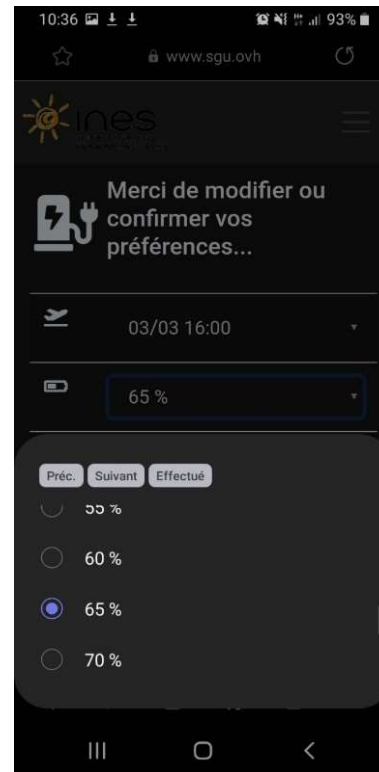 10:36 93%
www.sgu.ovh
ines
Merci de modifier ou
confirmer vos
préférences...
03/03 16:00
65 %
Préc. Suivant Effectué
55 %
60 %
65 %
70 %